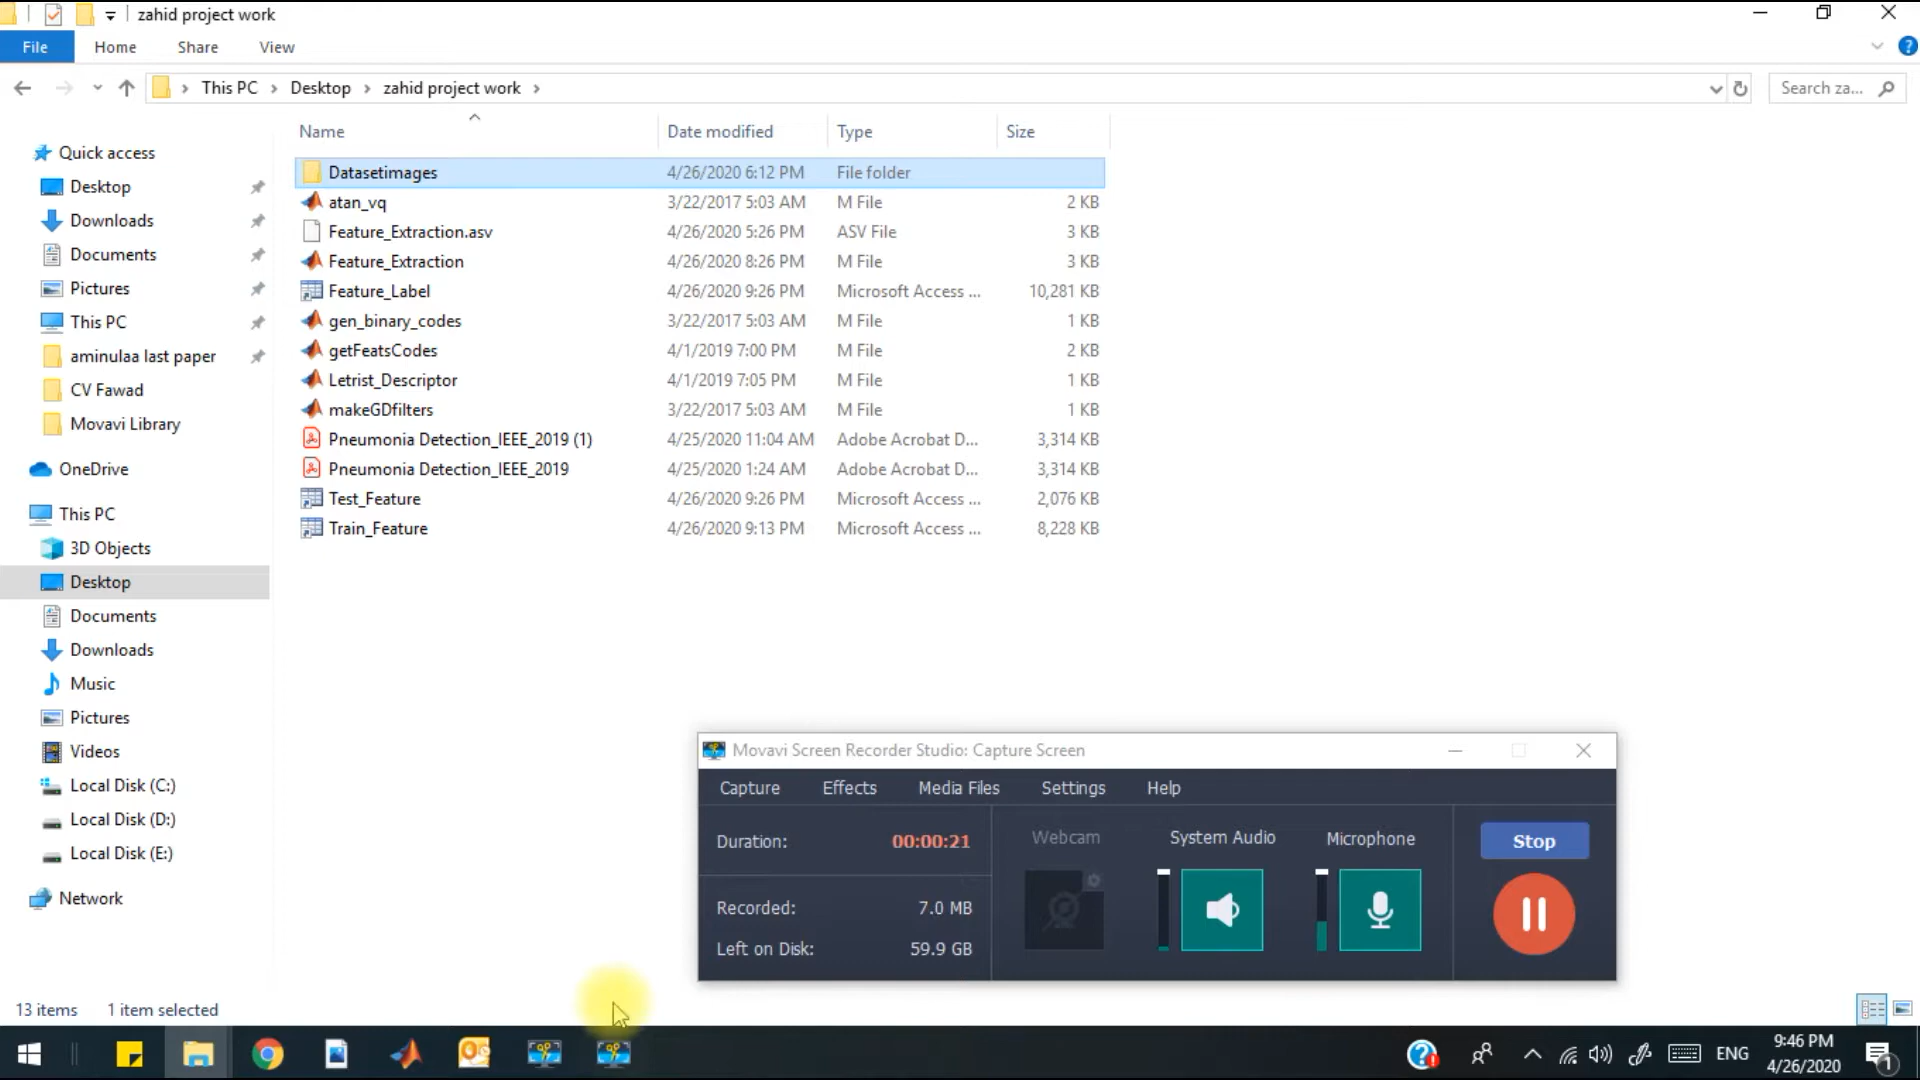 zahid project work
File Home Share View
This PC Desktop zahid project work
Search za...
Name Date modified Type Size
Quick access
Desktop
Downloads
Documents
Pictures
This PC
aminulaa last paper
CV Fawad
Movavi Library
OneDrive
This PC
3D Objects
Desktop
Documents
Downloads
Music
Pictures
Videos
Local Disk (C:)
Local Disk (D:)
Local Disk (E:)
Network
Datasetimages 4/26/2020 6:12 PM File folder
atan_vq 3/22/2017 5:03 AM M File 2 KB
Feature_Extraction.asv 4/26/2020 5:26 PM ASV File 3 KB
Feature_Extraction 4/26/2020 8:26 PM M File 3 KB
Feature_Label 4/26/2020 9:26 PM Microsoft Access ... 10,281 KB
gen_binary_codes 3/22/2017 5:03 AM M File 1 KB
getFeatsCodes 4/1/2019 7:00 PM M File 2 KB
Letrist_Descriptor 4/1/2019 7:05 PM M File 1 KB
makeGDfilters 3/22/2017 5:03 AM M File 1 KB
Pneumonia Detection_IEEE_2019 (1) 4/25/2020 11:04 AM Adobe Acrobat D... 3,314 KB
Pneumonia Detection_IEEE_2019 4/25/2020 1:24 AM Adobe Acrobat D... 3,314 KB
Test_Feature 4/26/2020 9:26 PM Microsoft Access ... 2,076 KB
Train_Feature 4/26/2020 9:13 PM Microsoft Access ... 8,228 KB
Movavi Screen Recorder Studio: Capture Screen
Capture Effects Media Files Settings Help
Duration: 00:00:21
Recorded: 7.0 MB
Left on Disk: 59.9 GB
Webcam System Audio Microphone
Stop
13 items 1 item selected
ENG
9:46 PM
4/26/2020
1